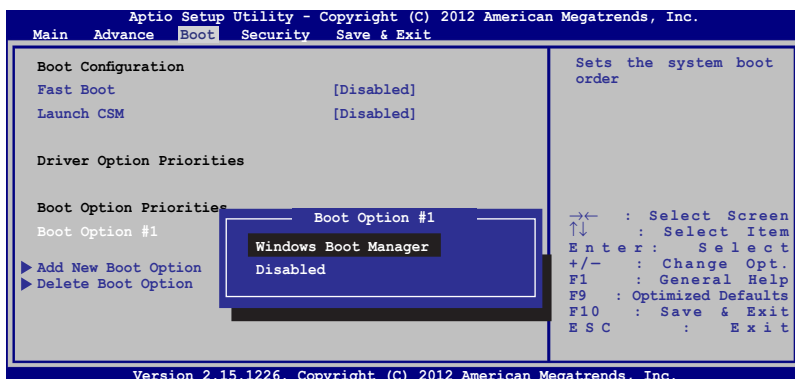 Aptio Setup Utility - Copyright (C) 2012 American Megatrends, Inc.
Main Advance Boot Security Save & Exit
Boot Configuration
Fast Boot [Disabled]
Launch CSM [Disabled]
Driver Option Priorities
Boot Option Priorities
Boot Option #1
Add New Boot Option
Delete Boot Option
Boot Option #1
Windows Boot Manager
Disabled
Sets the system boot
order
→← : Select Screen
↑↓ : Select Item
Enter: Select
+/— : Change Opt.
F1 : General Help
F9 : Optimized Defaults
F10 : Save & Exit
ESC : Exit
Version 2.15.1226. Copyright (C) 2012 American Megatrends, Inc.